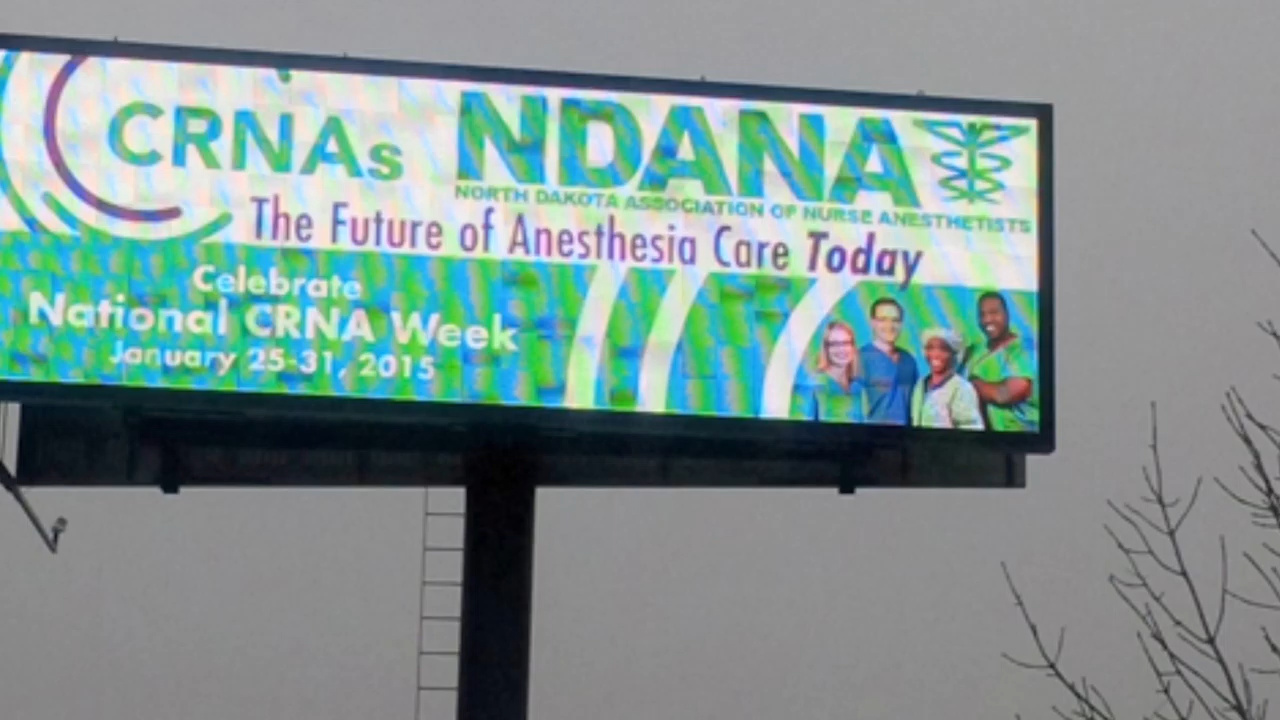 CRNAs NDANA
NORTH DAKOTA ASSOCIATION OF NURSE ANESTHETISTS
The Future of Anesthesia Care Today
Celebrate
National CRNA Week
January 25-31, 2015